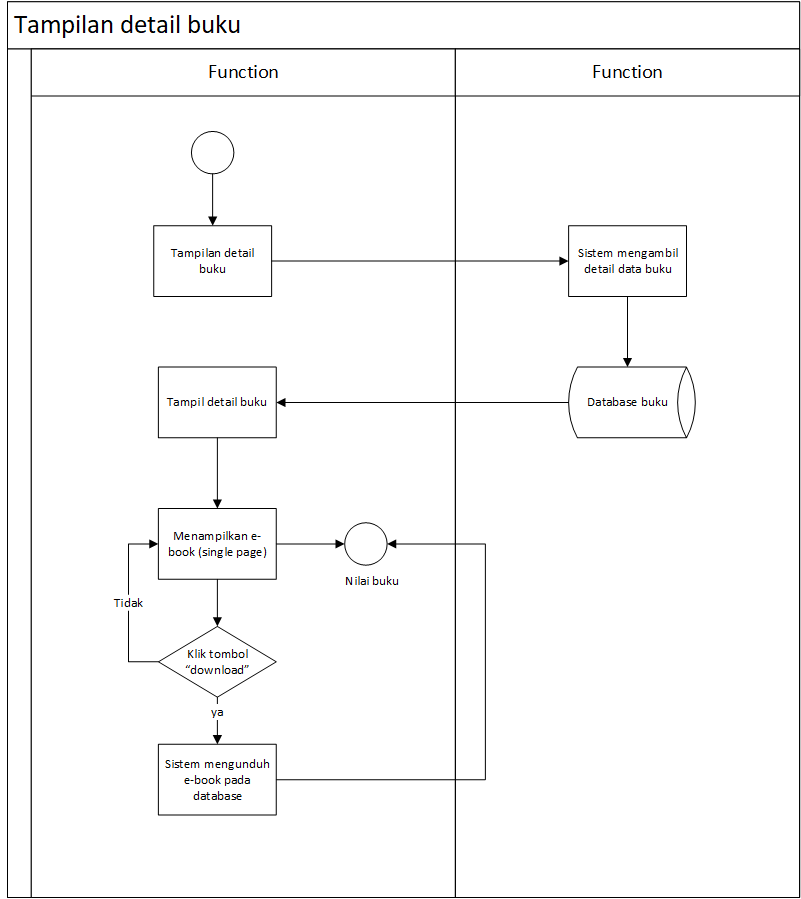 Tampilan detail buku
Function
Function
Tampilan detail
buku
Sistem mengambil
detail data buku
Tampil detail buku
Database buku
Menampilkan e-
book (single page)
Nilai buku
Tidak
Klik tombol
“download”
ya
Sistem mengunduh
e-book pada
database